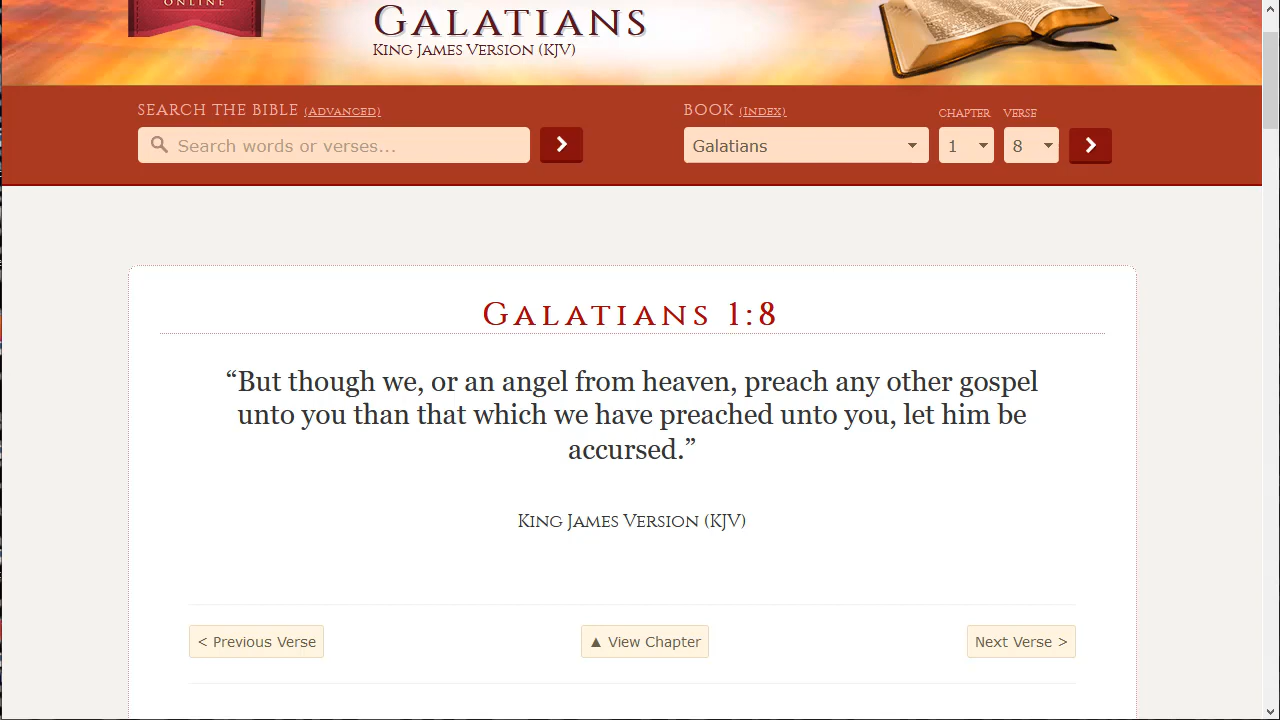 ONLINE
Galatians
King James Version (KJV)
SEARCH THE BIBLE (Advanced)
BOOK (Index)
CHAPTER VERSE
Search words or verses...
Galatians
1
8
Galatians 1:8
“But though we, or an angel from heaven, preach any other gospel
unto you than that which we have preached unto you, let him be
accursed.”
King James Version (KJV)
< Previous Verse
▲ View Chapter
Next Verse >